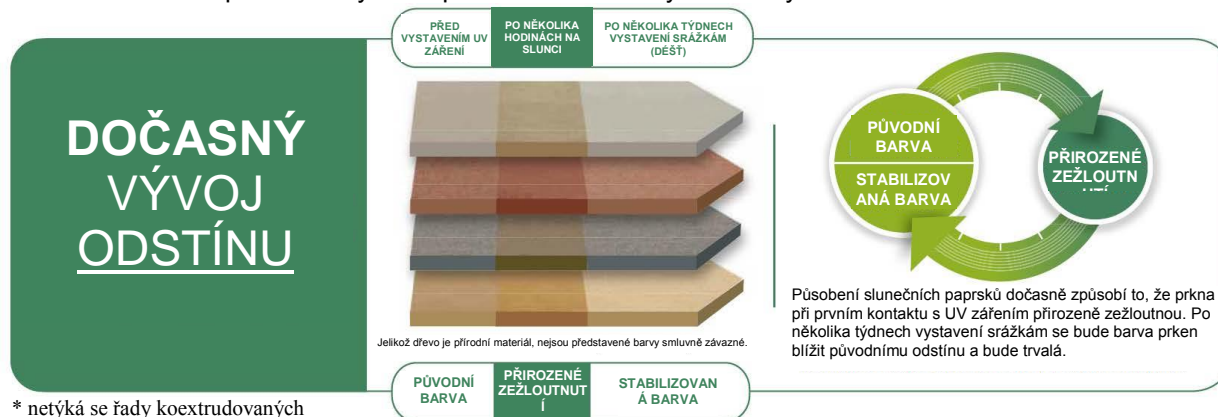 DOČASNÝ
VÝVOJ
ODSTÍNU
* netýká se řady koextrudovaných
PŘED
VYSTAVENÍM UV
ZÁŘENÍ
PO NĚKOLIKA
HODINÁCH NA
SLUNCI
PO NĚKOLIKA TÝDNECH
VYSTAVENÍ SRÁŽKÁM
(DÉŠŤ)
Jelikož dřevo je přírodní materiál, nejsou představené barvy smluvně závazné.
PŮVODNÍ
BARVA
PŘIROZENÉ
ZEŽLOUTNUT
Í
STABILIZOVAN
Á BARVA
PŮVODNÍ
BARVA
STABILIZOV
ANÁ BARVA
PŘIROZENÉ
ZEŽLOUTN
Působení slunečních paprsků dočasně způsobí to, že prkna
při prvním kontaktu s UV zářením přirozeně zežloutnou. Po
několika týdnech vystavení srážkám se bude barva prken
blížit původnímu odstínu a bude trvalá.